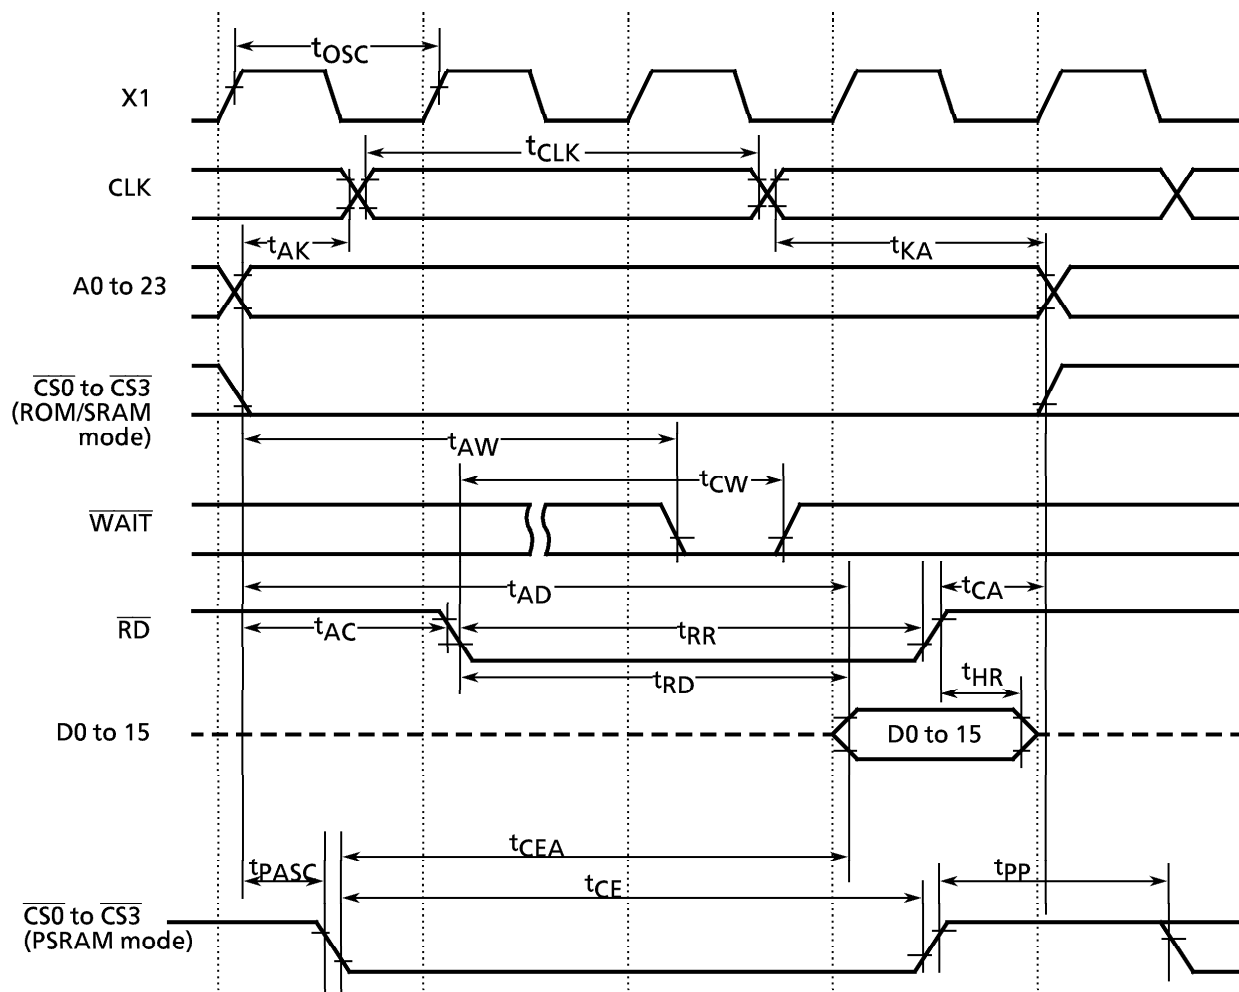 tOSC
X1
tCLK
CLK
tAK
tKA
A0 to 23
CS0 to CS3
(ROM/SRAM
mode)
tAW
tCW
WAIT
tAD
tCA
RD
tAC
tRR
tRD
tHR
D0 to 15
D0 to 15
tCEA
tPASC
tCE
tPP
CS0 to CS3
(PSRAM mode)